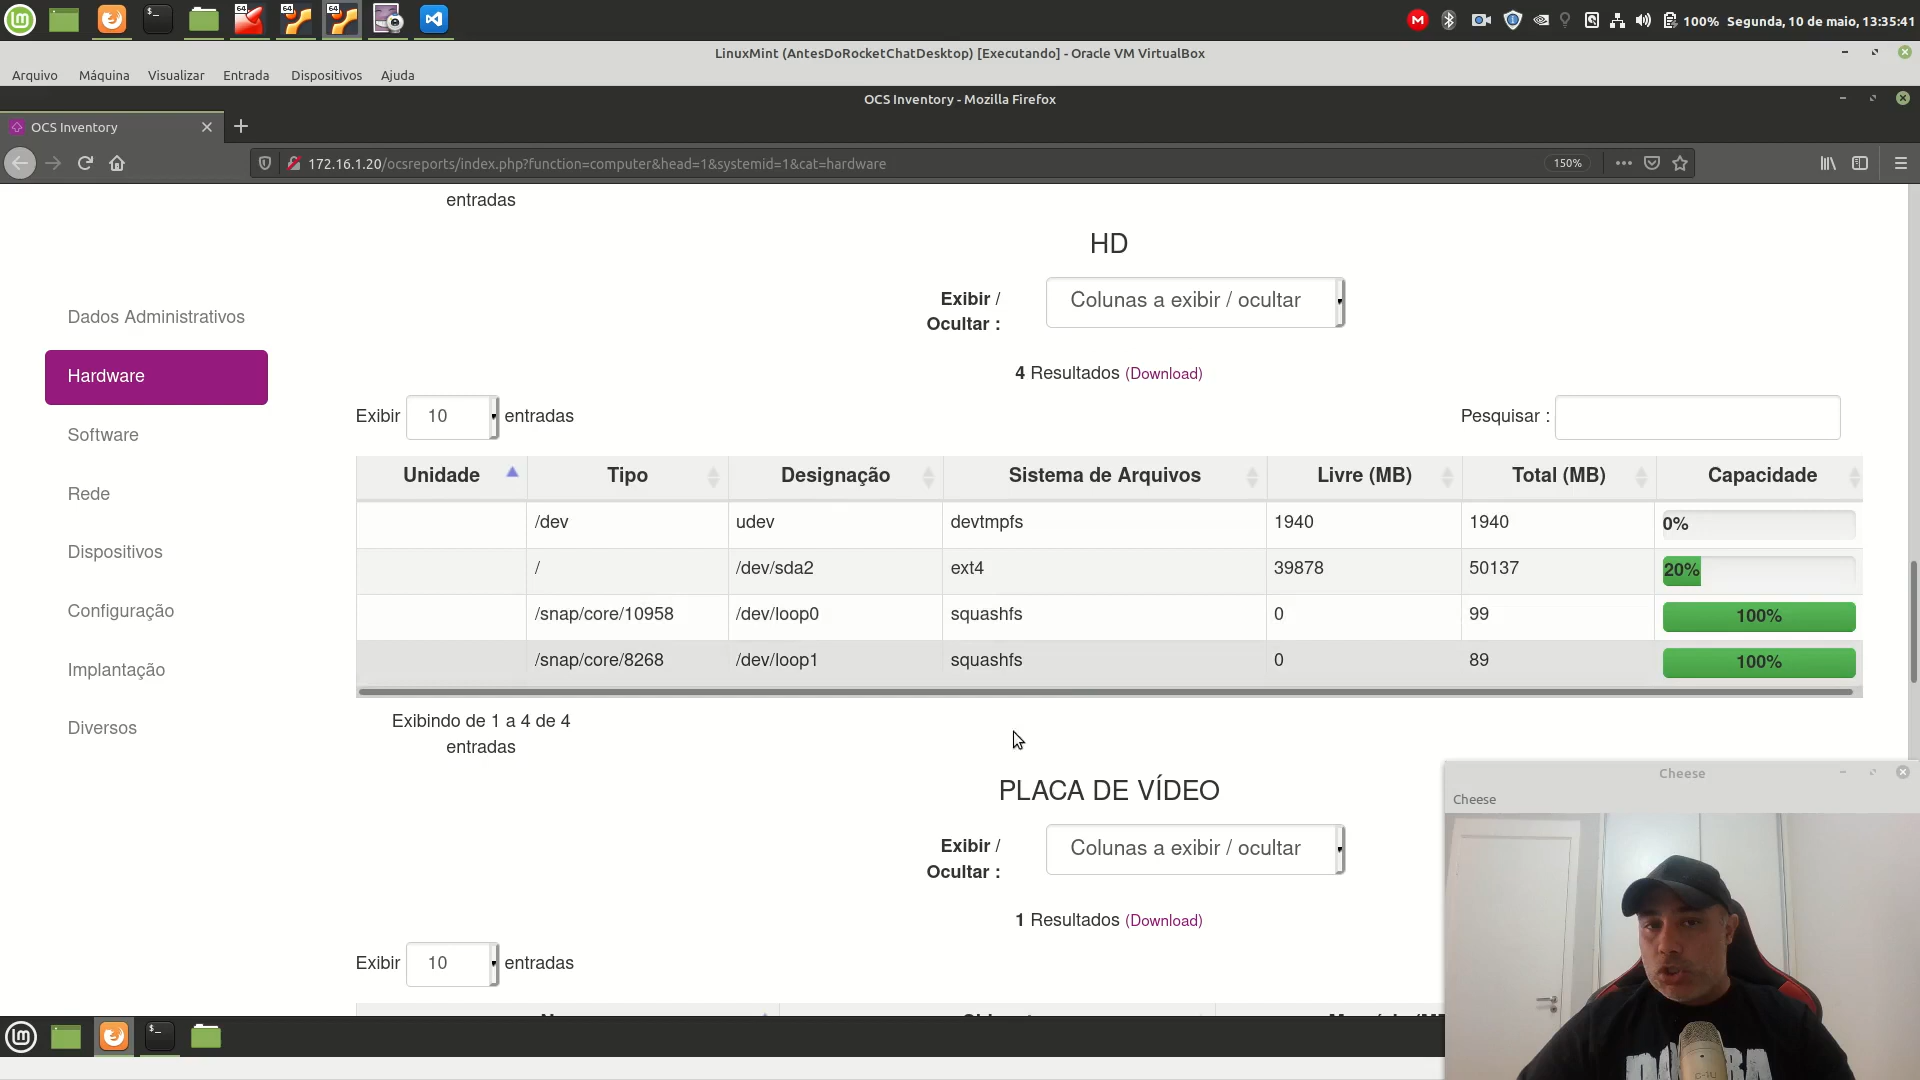 100%
Segunda, 10 de maio, 13:35:41
LinuxMint (AntesDoRocketChatDesktop) [Executando] - Oracle VM VirtualBox
Arquivo Máquina Visualizar Entrada Dispositivos Ajuda
OCS Inventory - Mozilla Firefox
OCS Inventory
172.16.1.20/ocsreports/index.php?function=computer&head=1&systemid=1&cat=hardware
150%
entradas
HD
Exibir /
Ocultar :
Colunas a exibir / ocultar
Dados Administrativos
Hardware
Software
Rede
Dispositivos
Configuração
Implantação
Diversos
4 Resultados (Download)
Exibir 10 entradas
Pesquisar :
Unidade Tipo Designação Sistema de Arquivos Livre (MB) Total (MB) Capacidade
/dev udev devtmpfs 1940 1940 0%
/ /dev/sda2 ext4 39878 50137 20%
/snap/core/10958 /dev/loop0 squashfs 0 99 100%
/snap/core/8268 /dev/loop1 squashfs 0 89 100%
Exibindo de 1 a 4 de 4
entradas
PLACA DE VÍDEO
Exibir /
Ocultar :
Colunas a exibir / ocultar
1 Resultados (Download)
Exibir 10 entradas
Cheese
Cheese